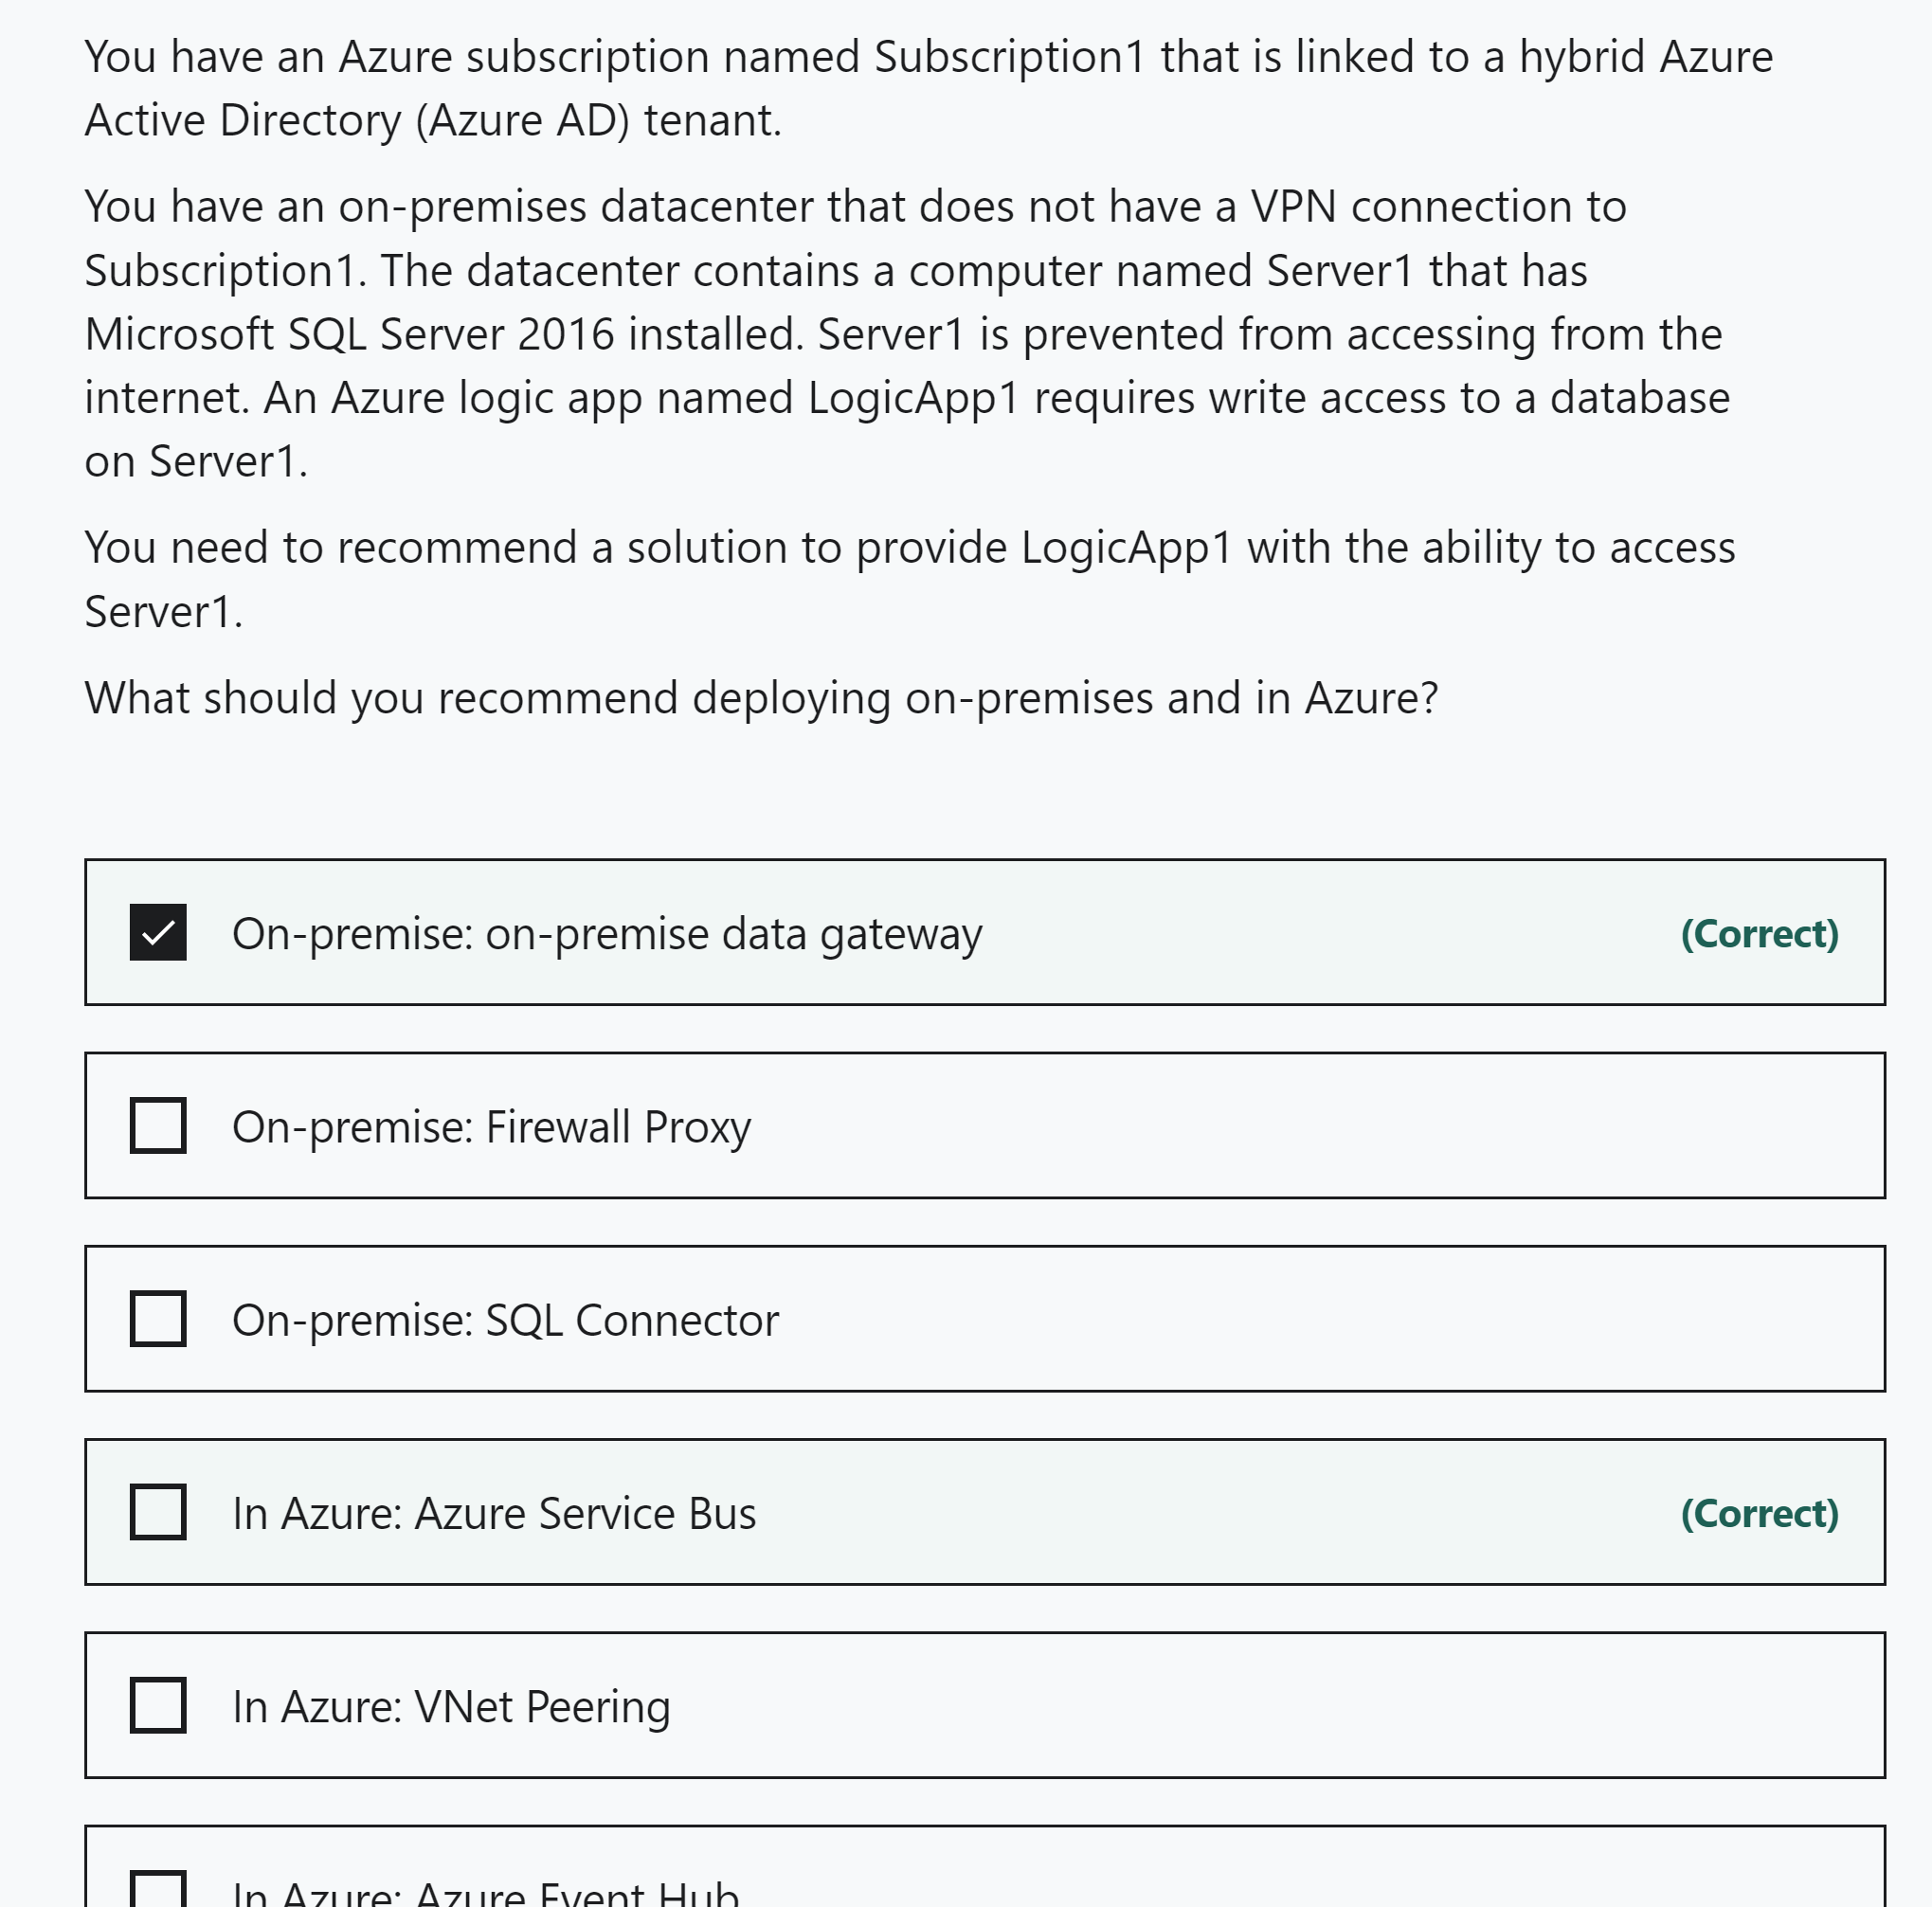 You have an Azure subscription named Subscription1 that is linked to a hybrid Azure
Active Directory (Azure AD) tenant.
You have an on-premises datacenter that does not have a VPN connection to
Subscription1. The datacenter contains a computer named Server1 that has
Microsoft SQL Server 2016 installed. Server1 is prevented from accessing from the
internet. An Azure logic app named LogicApp1 requires write access to a database
on Server1.
You need to recommend a solution to provide LogicApp1 with the ability to access
Server1.
What should you recommend deploying on-premises and in Azure?
On-premise: on-premise data gateway (Correct)
On-premise: Firewall Proxy
On-premise: SQL Connector
In Azure: Azure Service Bus (Correct)
In Azure: VNet Peering
In Azure: Azure Event Hub